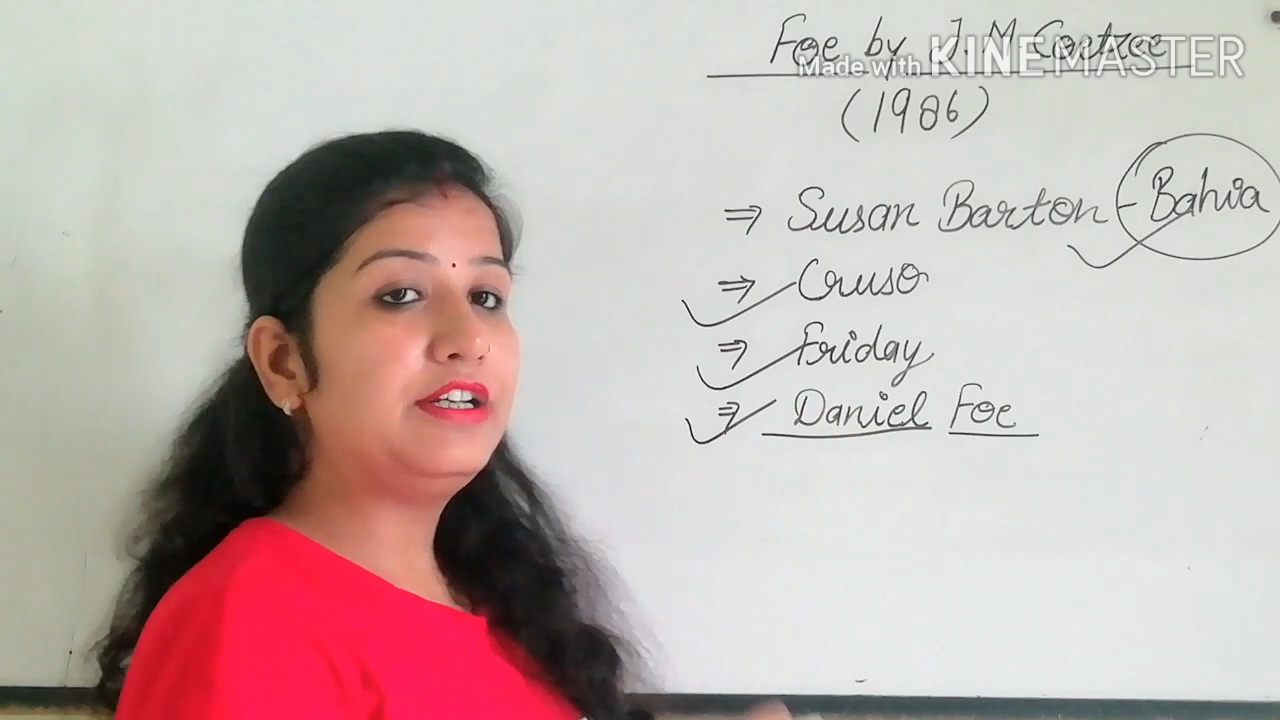 Foe by J. M Coetzee
Made with KINEMASTER
(1986)
⇒ Susan Barton - Bahia
⇒ Cruso
⇒ Friday
⇒ Daniel Foe